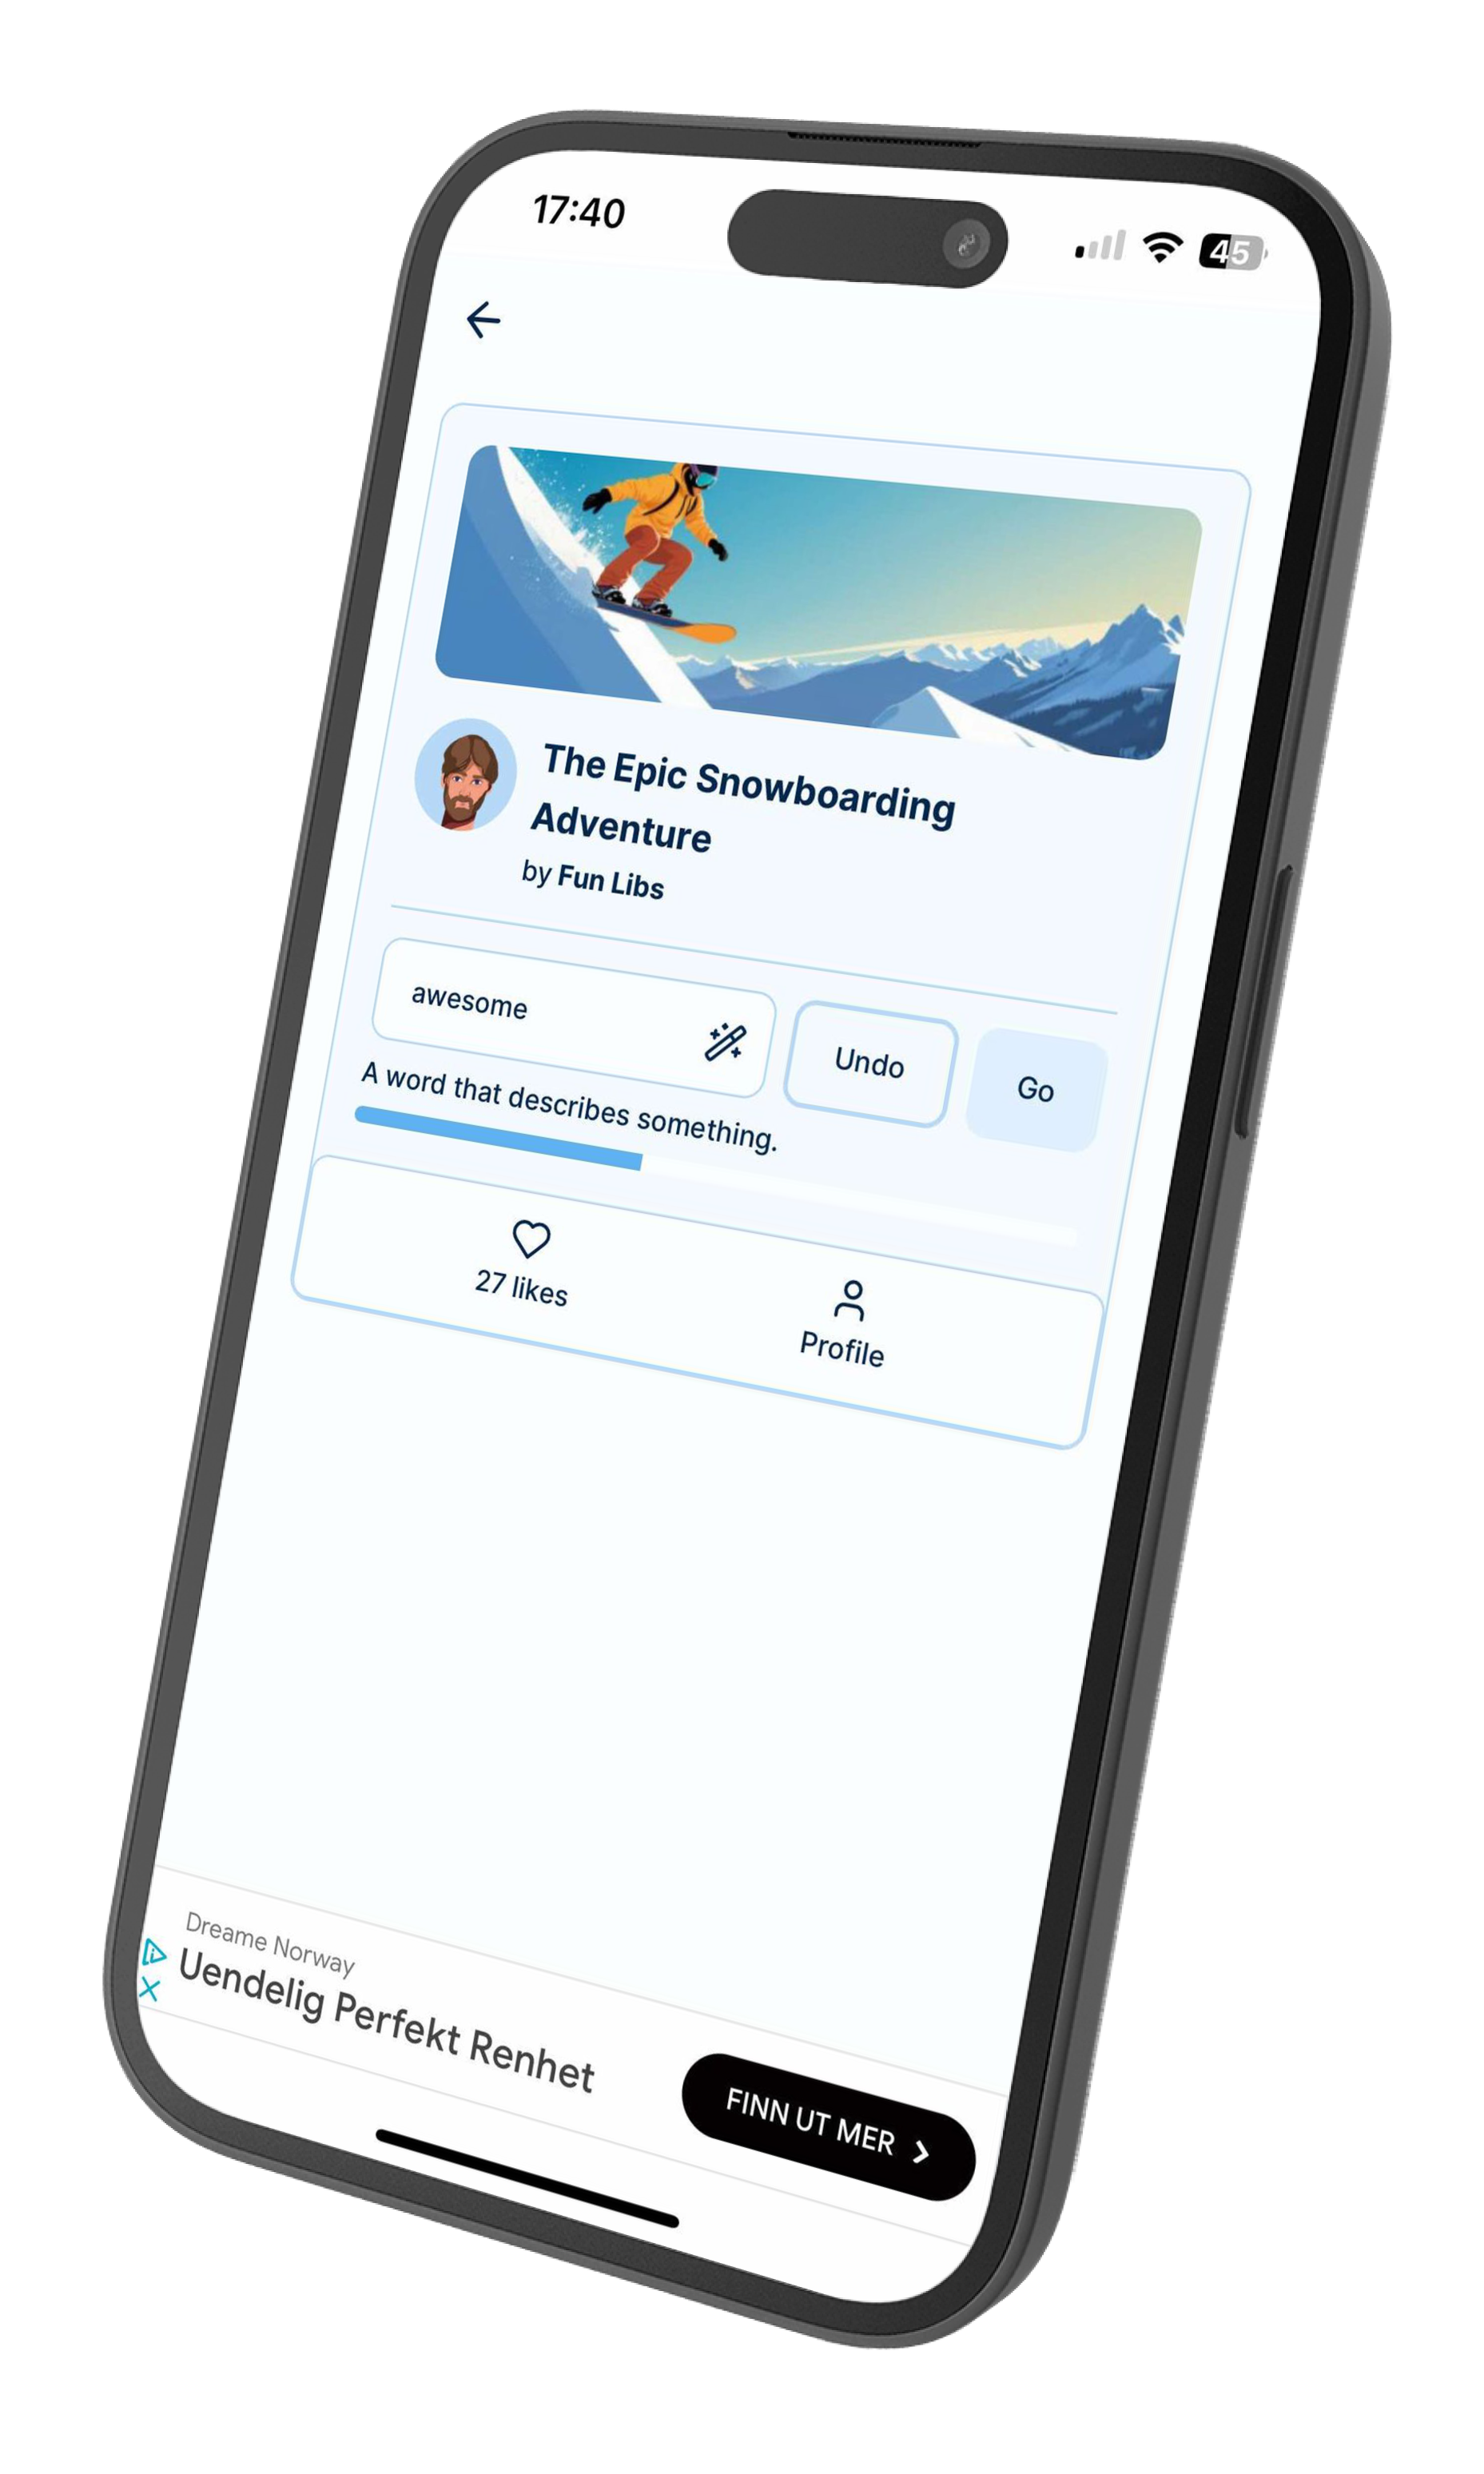 17:40
45
The Epic Snowboarding
Adventure
by Fun Libs
awesome
Undo
Go
A word that describes something.
27 likes
Profile
Dreame Norway
Uendelig Perfekt Renhet
FINN UT MER